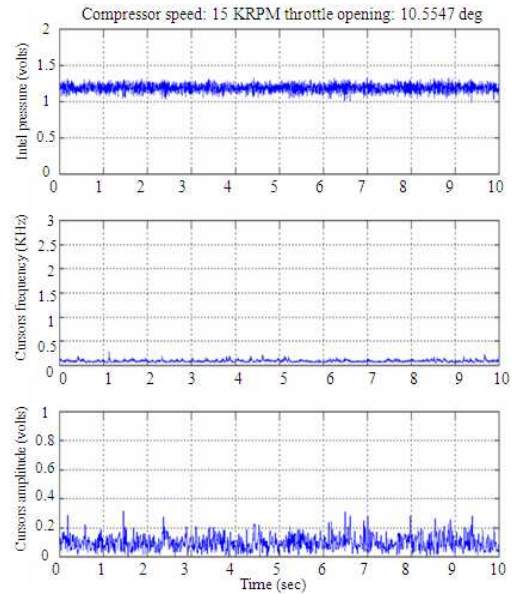 Compressor speed: 15 KRPM throttle opening: 10.5547 deg
Intel pressure (volts)
2
1.5
1
0.5
0
0 1 2 3 4 5 6 7 8 9 10
Cursors frequency (KHz)
3
2.5
2
1.5
1
0.5
0
0 1 2 3 4 5 6 7 8 9 10
Cursors amplitude (volts)
1
0.8
0.6
0.4
0.2
0
0 1 2 3 4 5 6 7 8 9 10
Time (sec)